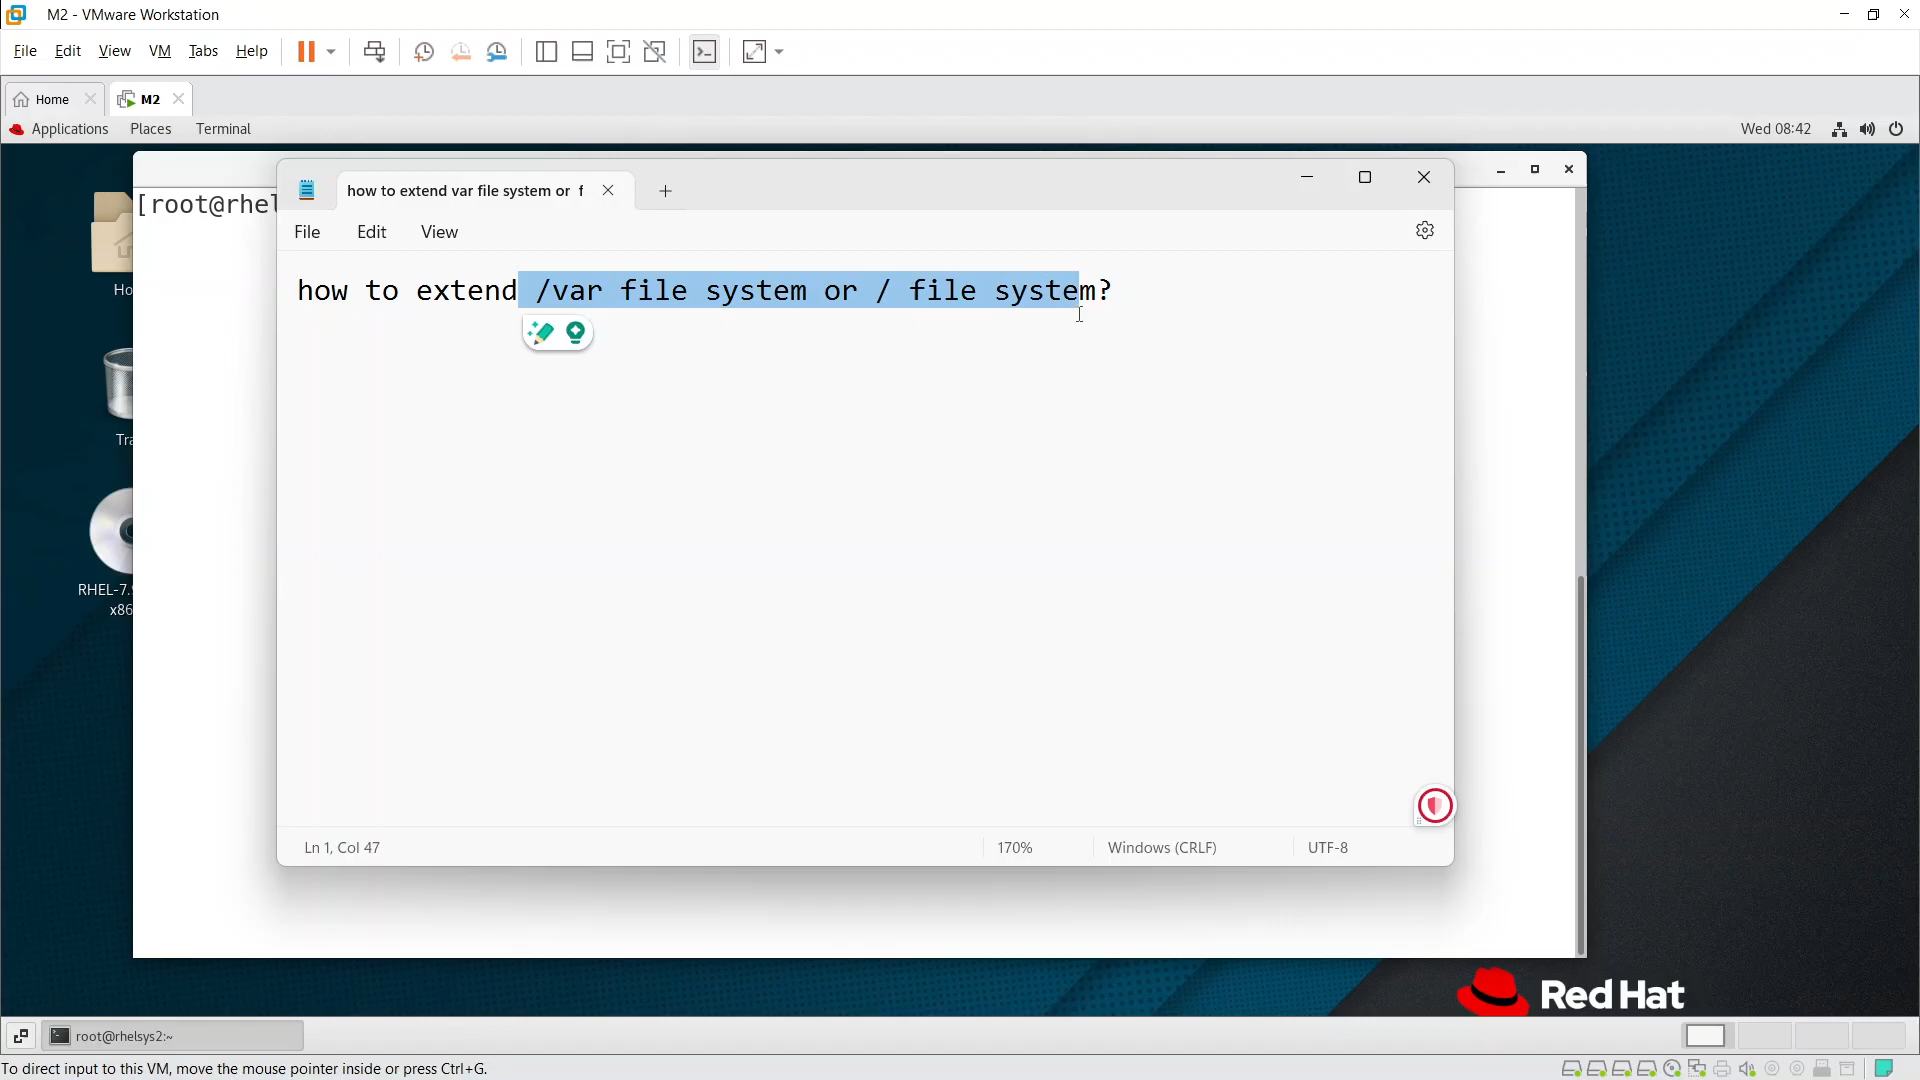 M2 - VMware Workstation
File Edit View VM Tabs Help
Home M2
Applications Places Terminal Wed 08:42
how to extend var file system or f
[root@rhel
File Edit View
how to extend /var file system or / file system?
Ho
Tra
RHEL-7.9
x86
Ln 1, Col 47 170% Windows (CRLF) UTF-8
Red Hat
root@rhelsys2:~
To direct input to this VM, move the mouse pointer inside or press Ctrl+G.